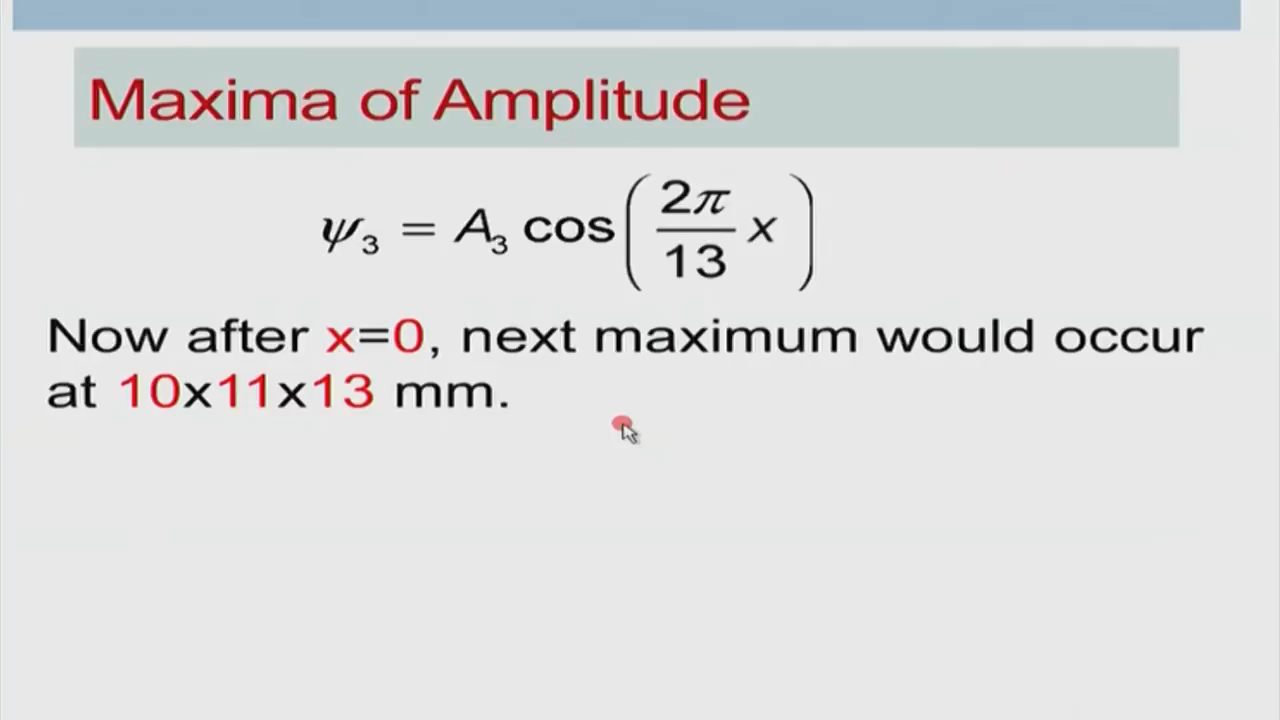 Maxima of Amplitude
ψ₃ = A₃ cos(2π/13 x)
Now after x=0, next maximum would occur
at 10x11x13 mm.